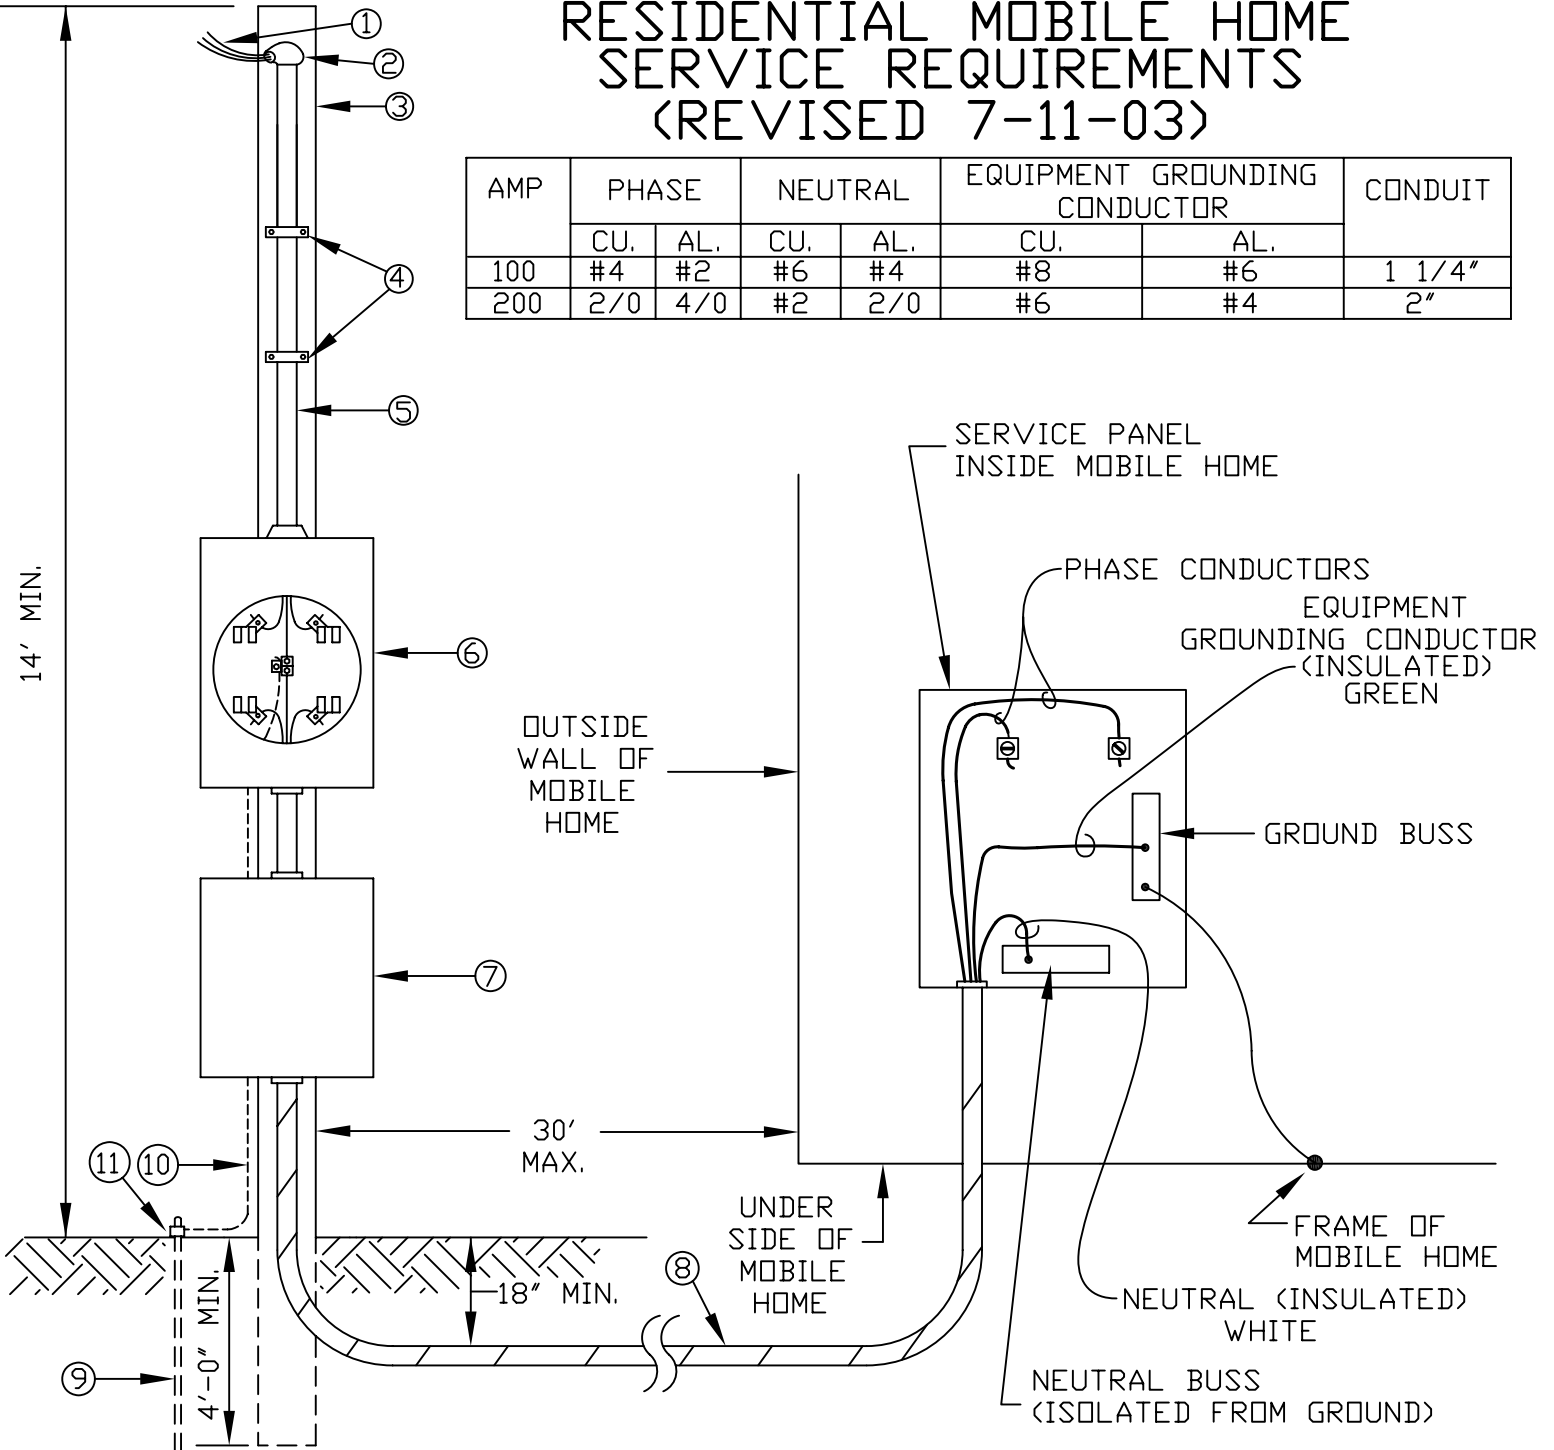 RESIDENTIAL MOBILE HOME
SERVICE REQUIREMENTS
(REVISED 7-11-03)
AMP PHASE NEUTRAL EQUIPMENT GROUNDING CONDUCTOR CONDUIT
CU. AL. CU. AL. CU. AL.
100 #4 #2 #6 #4 #8 #6 1 1/4"
200 2/0 4/0 #2 2/0 #6 #4 2"
1
2
3
4
5
14' MIN.
6
7
SERVICE PANEL
INSIDE MOBILE HOME
PHASE CONDUCTORS
EQUIPMENT
GROUNDING CONDUCTOR
(INSULATED)
GREEN
OUTSIDE
WALL OF
MOBILE
HOME
GROUND BUSS
30'
MAX.
11 10
UNDER
SIDE OF
MOBILE
HOME
FRAME OF
MOBILE HOME
18" MIN.
8
NEUTRAL (INSULATED)
WHITE
4'-0" MIN.
9
NEUTRAL BUSS
(ISOLATED FROM GROUND)